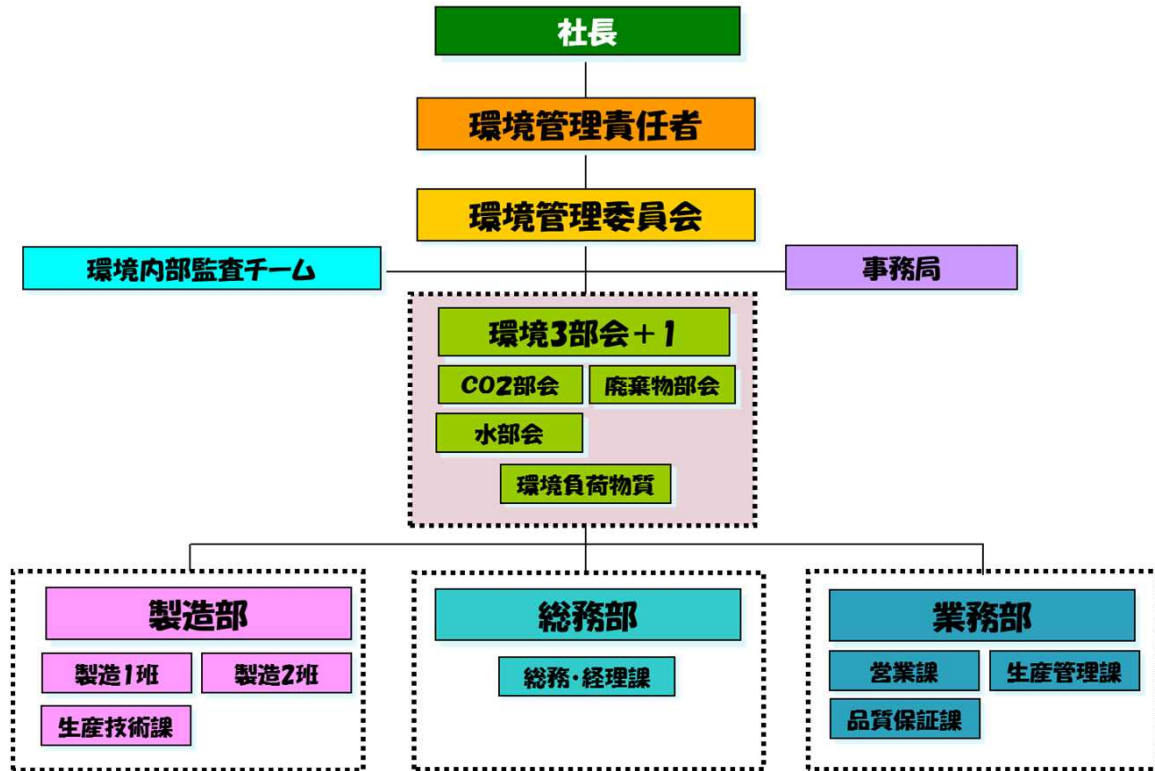 社長
環境管理責任者
環境管理委員会
環境内部監査チーム
事務局
環境3部会＋1
CO2部会
廃棄物部会
水部会
環境負荷物質
製造部
製造1班
製造2班
生産技術課
総務部
総務・経理課
業務部
営業課
生産管理課
品質保証課